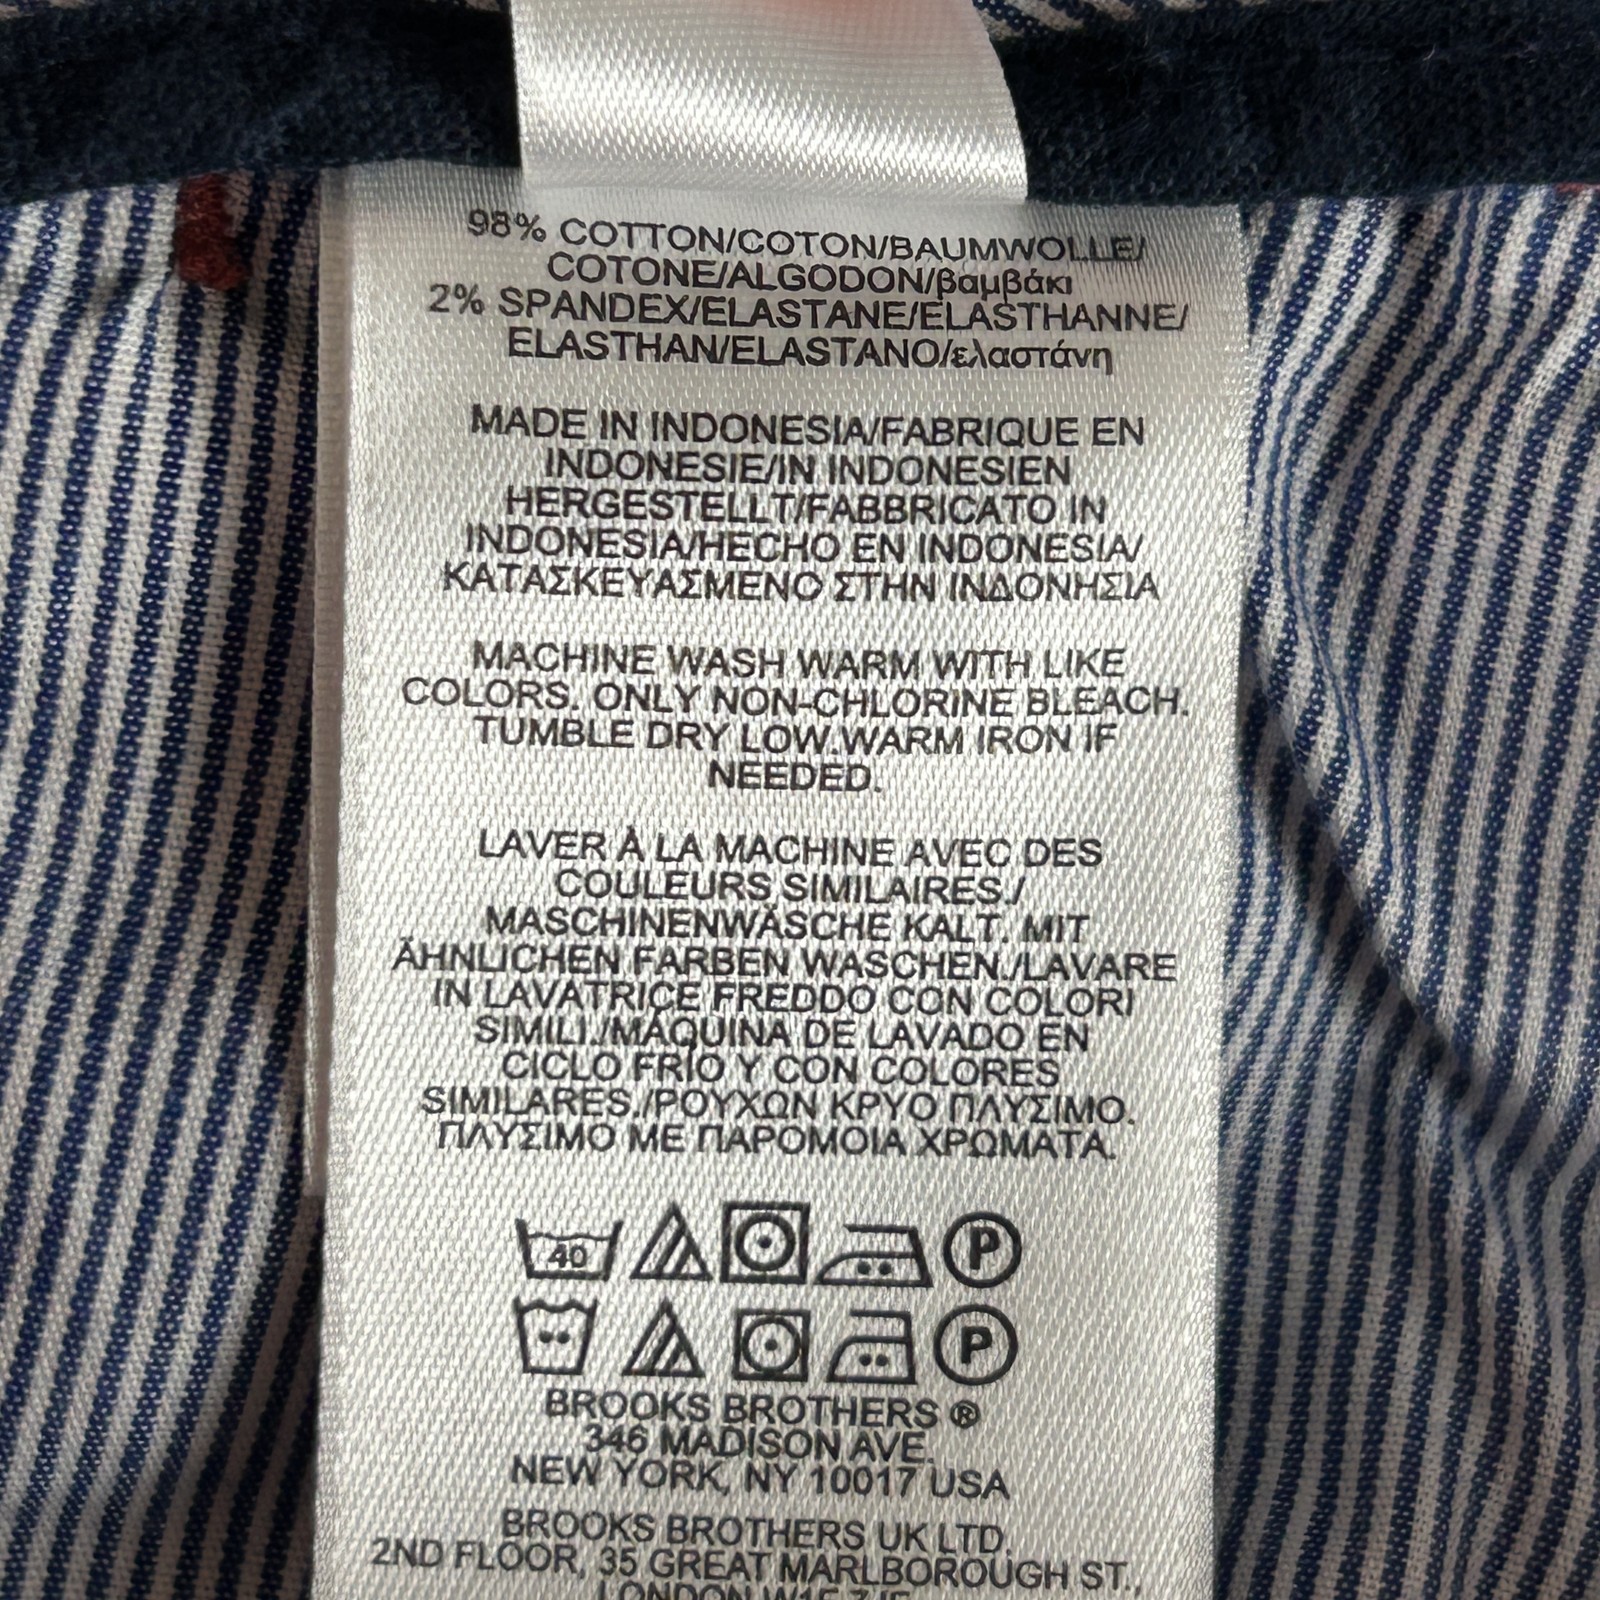 98% COTTON/COTON/BAUMWOLLE/
COTONE/ALGODON/βαμβάκι
2% SPANDEX/ELASTANE/ELASTHANNE/
ELASTHAN/ELASTANO/ελαστάνη
MADE IN INDONESIA/FABRIQUE EN
INDONESIE/IN INDONESIEN
HERGESTELLT/FABBRICATO IN
INDONESIA/HECHO EN INDONESIA/
ΚΑΤΑΣΚΕΥΑΣΜΕΝΟ ΣΤΗΝ ΙΝΔΟΝΗΣΙΑ
MACHINE WASH WARM WITH LIKE
COLORS. ONLY NON-CHLORINE BLEACH.
TUMBLE DRY LOW.WARM IRON IF
NEEDED.
LAVER À LA MACHINE AVEC DES
COULEURS SIMILAIRES./
MASCHINENWÄSCHE KALT. MIT
ÄHNLICHEN FARBEN WASCHEN./LAVARE
IN LAVATRICE FREDDO CON COLORI
SIMILI./MÁQUINA DE LAVADO EN
CICLO FRÍO Y CON COLORES
SIMILARES./ΡΟΥΧΩΝ ΚΡΥΟ ΠΛΥΣΙΜΟ.
ΠΛΥΣΙΜΟ ΜΕ ΠΑΡΟΜΟΙΑ ΧΡΩΜΑΤΑ.
40 P
P
BROOKS BROTHERS ®
346 MADISON AVE.
NEW YORK, NY 10017 USA
BROOKS BROTHERS UK LTD.
2ND FLOOR, 35 GREAT MARLBOROUGH ST.,
LONDON